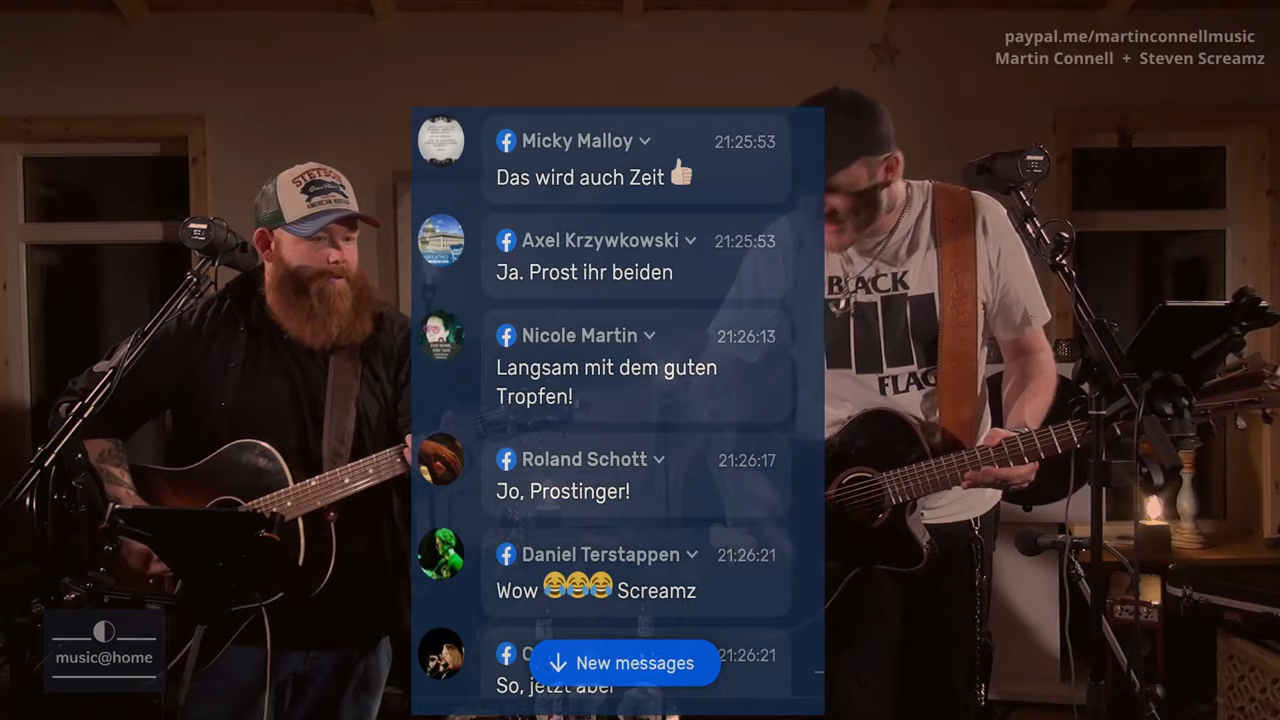 paypal.me/martinconnellmusic
Martin Connell + Steven Screamz
STETSON
AMERICAN HERITAGE
BLACK
FLAG
Micky Malloy 21:25:53
Das wird auch Zeit 👍🏻
Axel Krzywkowski 21:25:53
Ja. Prost ihr beiden
Nicole Martin 21:26:13
Langsam mit dem guten
Tropfen!
Roland Schott 21:26:17
Jo, Prostinger!
Daniel Terstappen 21:26:21
Wow 😂😂😂 Screamz
21:26:21
New messages
So, jetzt aber
music@home